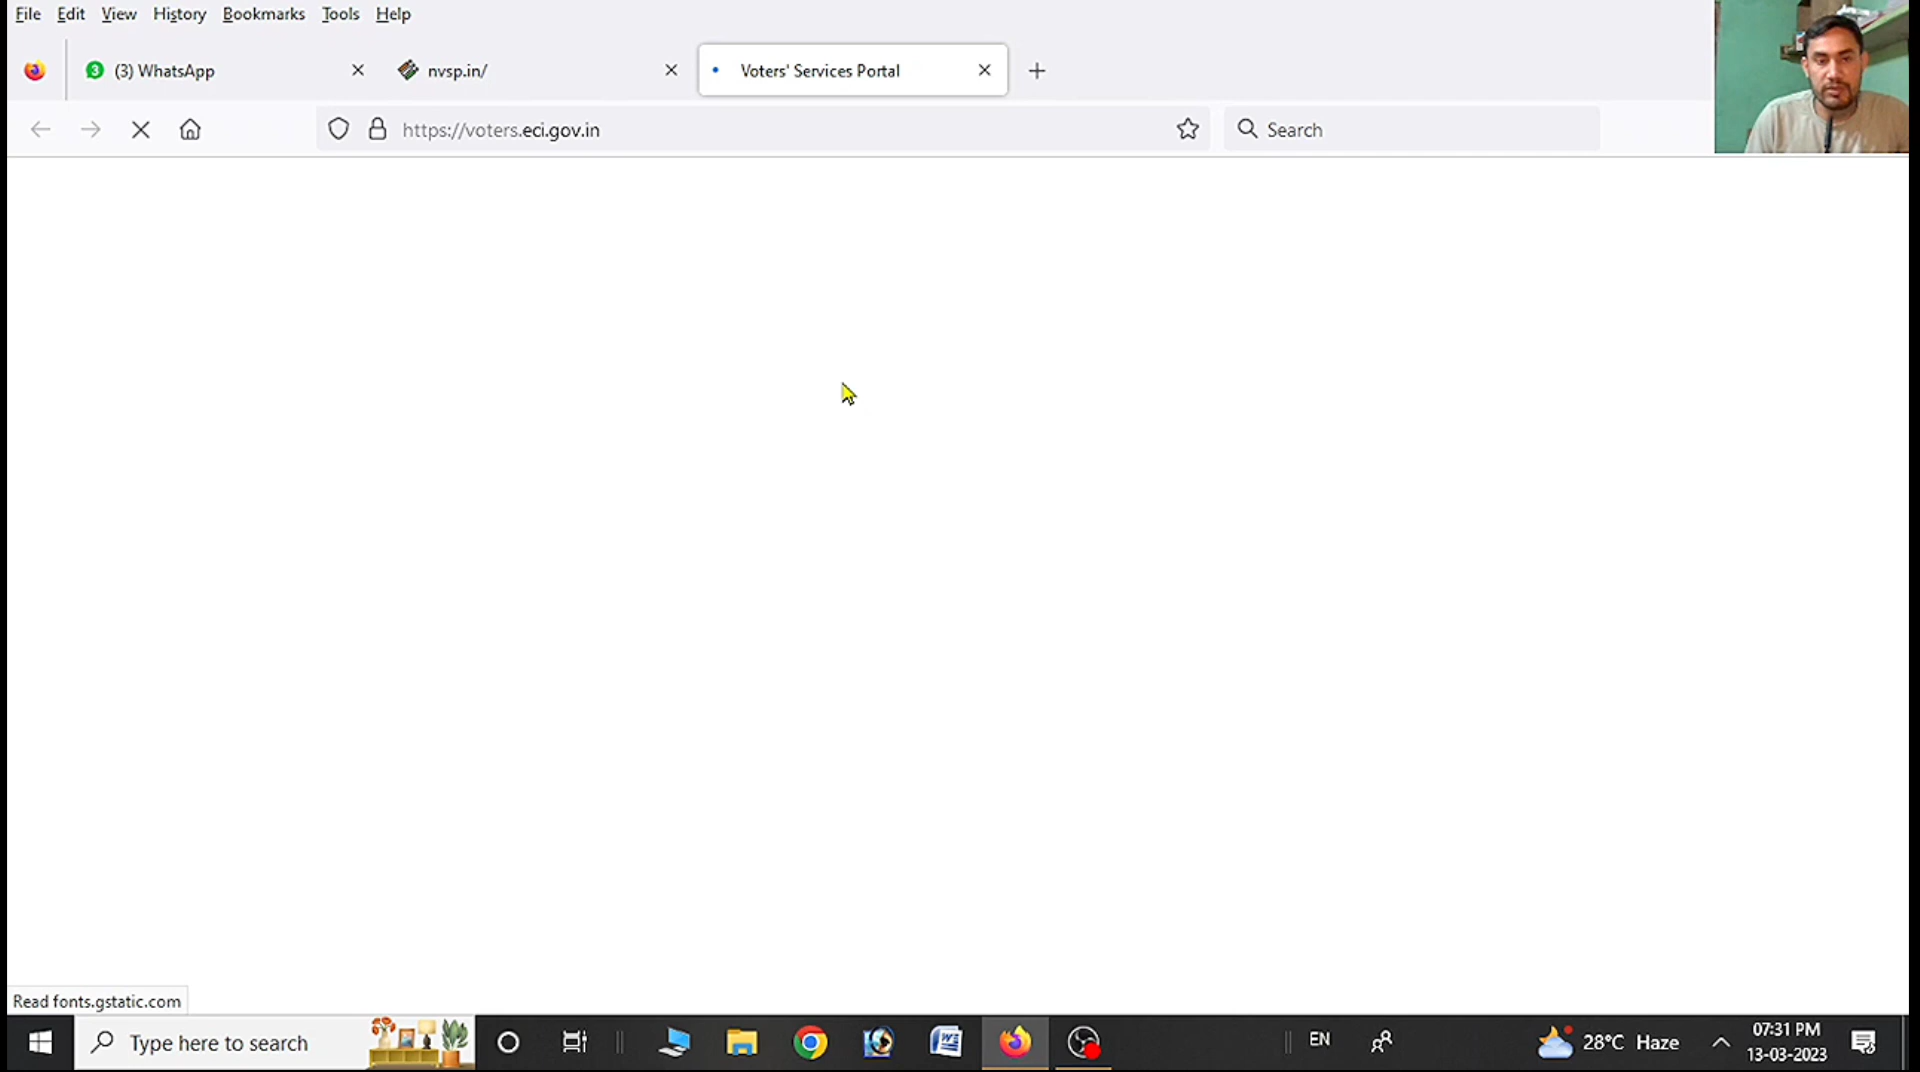 File Edit View History Bookmarks Tools Help
3 (3) WhatsApp
nvsp.in/
Voters' Services Portal
https://voters.eci.gov.in
Search
Read fonts.gstatic.com
Type here to search
W
EN
28°C Haze
07:31 PM
13-03-2023